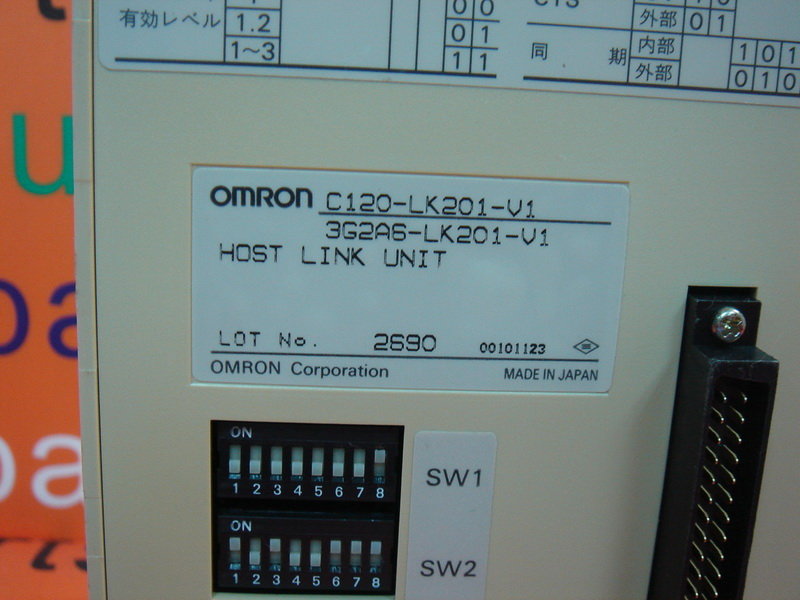 0 0
CTS
有効レベル
1.2
0 1
外部 0 1
1~3
1 1
同 期 内部 1 0 1
外部 0 1 0
OMRON C120-LK201-V1
3G2A6-LK201-V1
HOST LINK UNIT
LOT No. 2690 00101123
OMRON Corporation MADE IN JAPAN
ON
1 2 3 4 5 6 7 8
SW1
ON
1 2 3 4 5 6 7 8
SW2
u
pa
pa